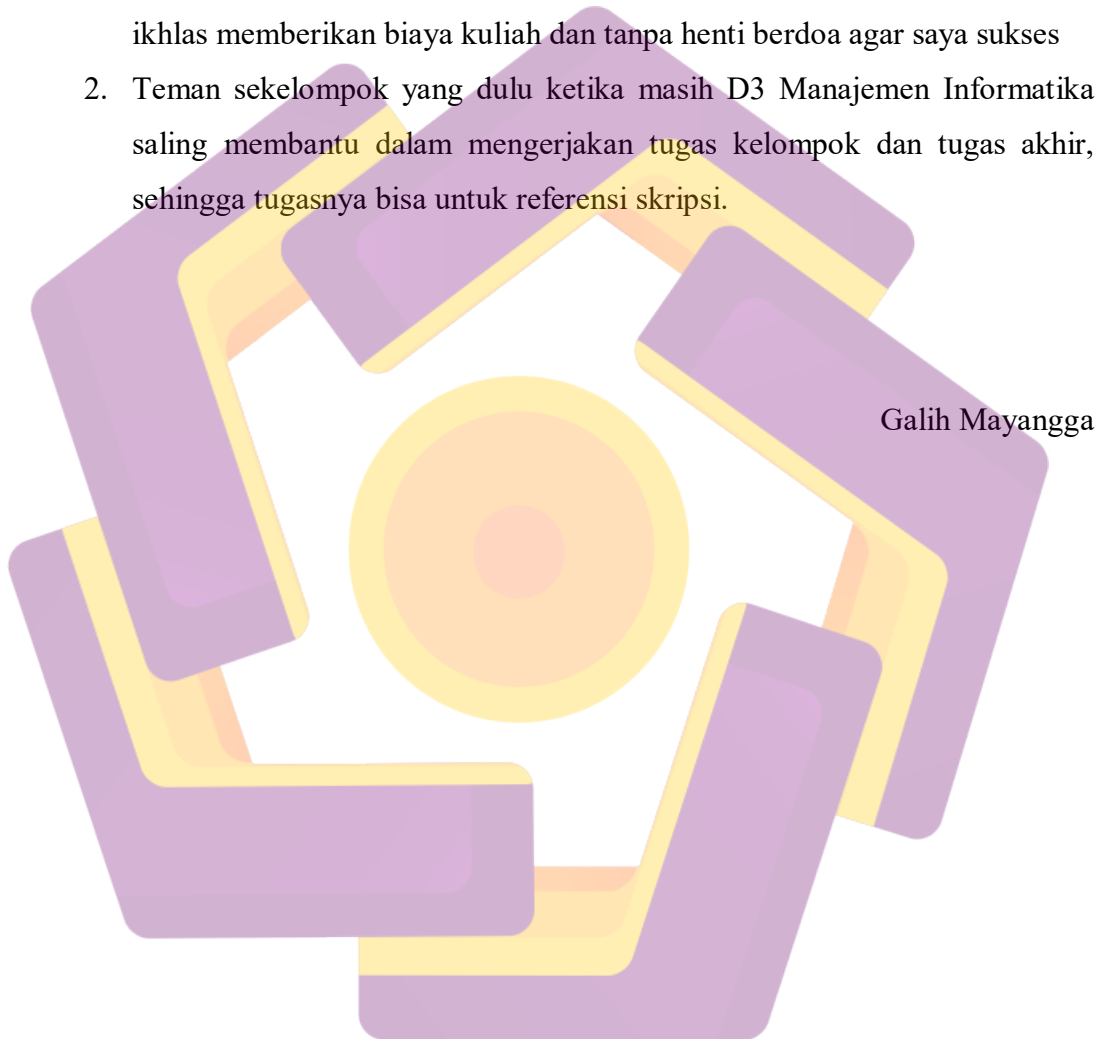 ikhlas memberikan biaya kuliah dan tanpa henti berdoa agar saya sukses
2. Teman sekelompok yang dulu ketika masih D3 Manajemen Informatika
saling membantu dalam mengerjakan tugas kelompok dan tugas akhir,
sehingga tugasnya bisa untuk referensi skripsi.
Galih Mayangga